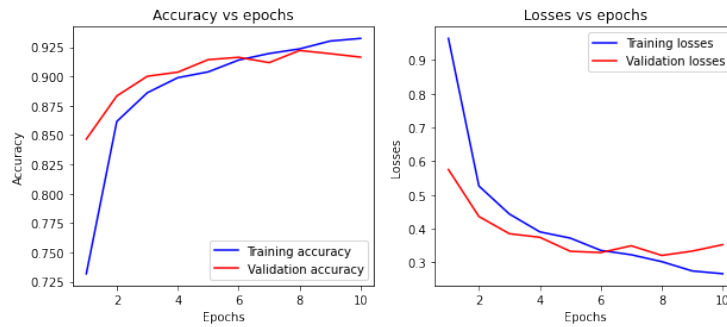 Accuracy vs epochs
Accuracy
0.925
0.900
0.875
0.850
0.825
0.800
0.775
0.750
0.725
Training accuracy
Validation accuracy
2 4 6 8 10
Epochs
Losses vs epochs
Losses
0.9
0.8
0.7
0.6
0.5
0.4
0.3
Training losses
Validation losses
2 4 6 8 10
Epochs